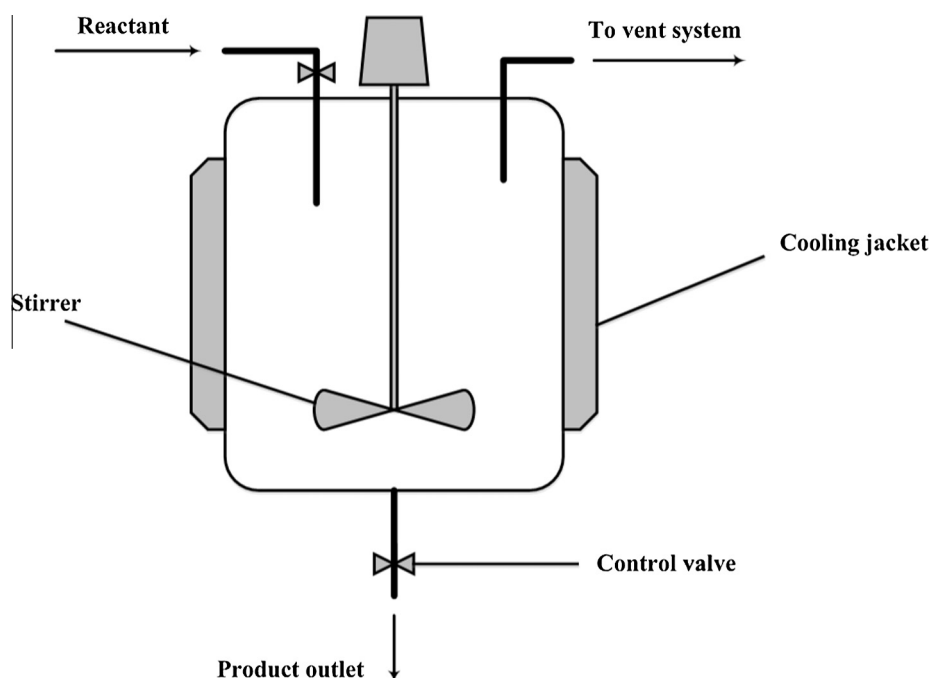 Reactant
To vent system
Cooling jacket
Stirrer
Control valve
Product outlet